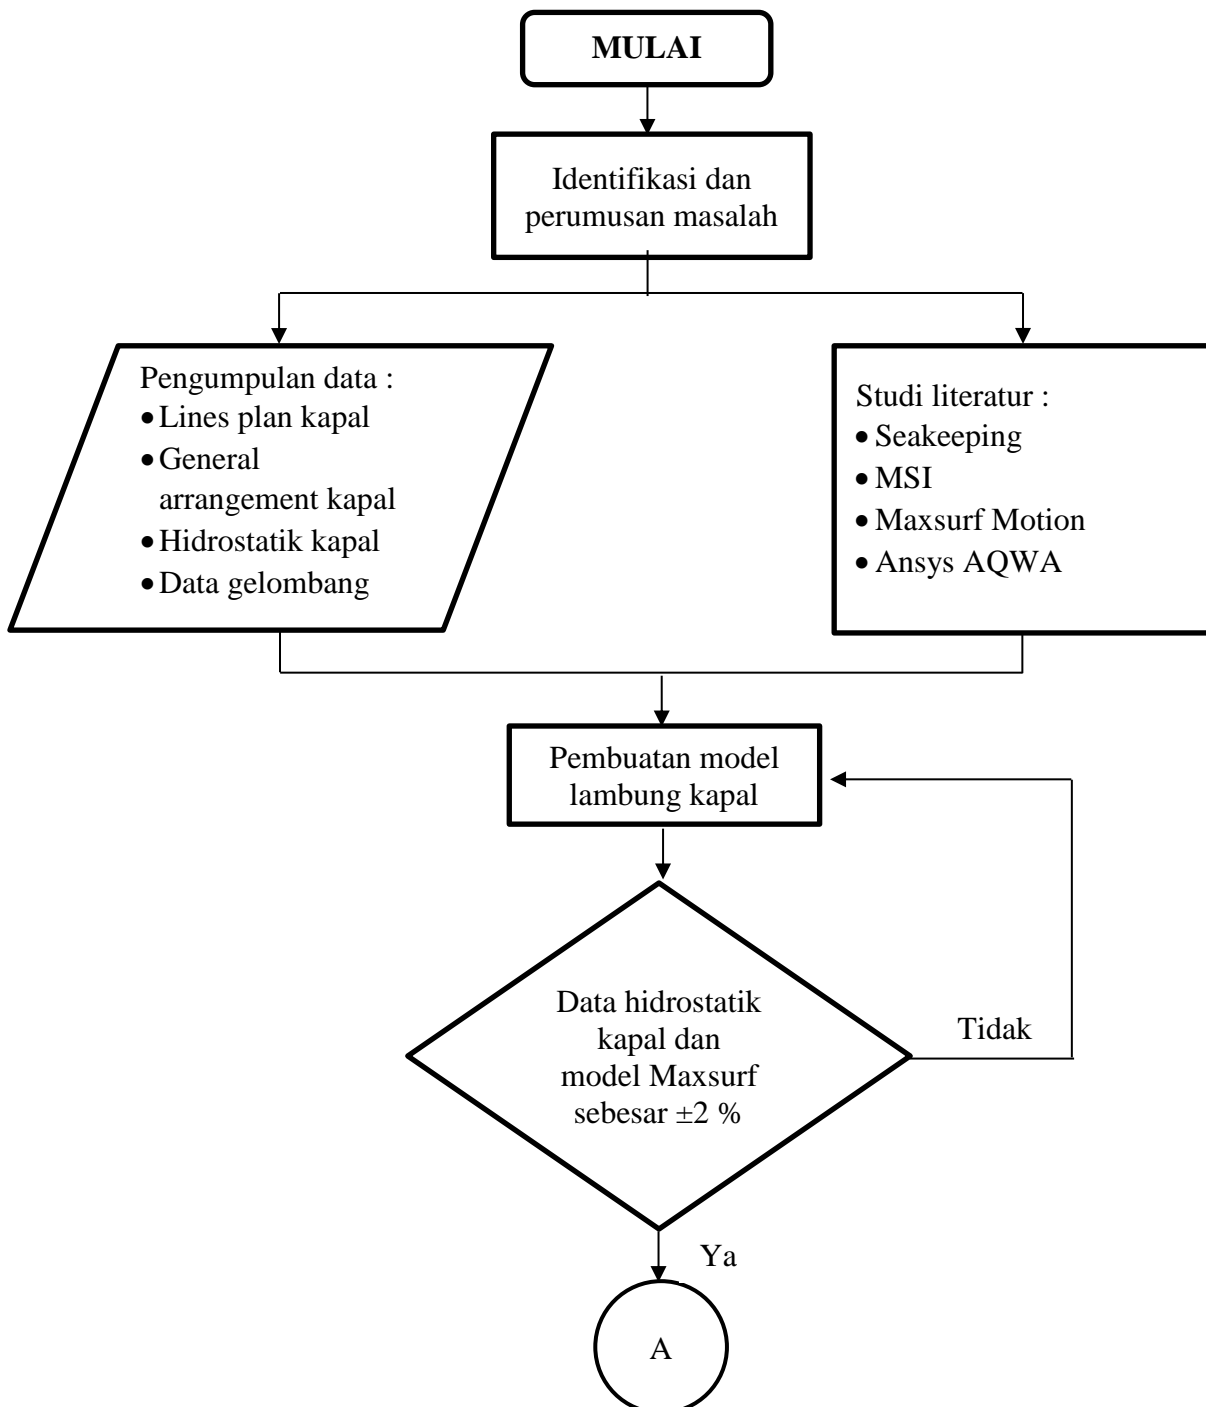 MULAI
Identifikasi dan
perumusan masalah
Pengumpulan data :
• Lines plan kapal
• General
arrangement kapal
• Hidrostatik kapal
• Data gelombang
Studi literatur :
• Seakeeping
• MSI
• Maxsurf Motion
• Ansys AQWA
Pembuatan model
lambung kapal
Data hidrostatik
kapal dan
model Maxsurf
sebesar ±2 %
Tidak
Ya
A